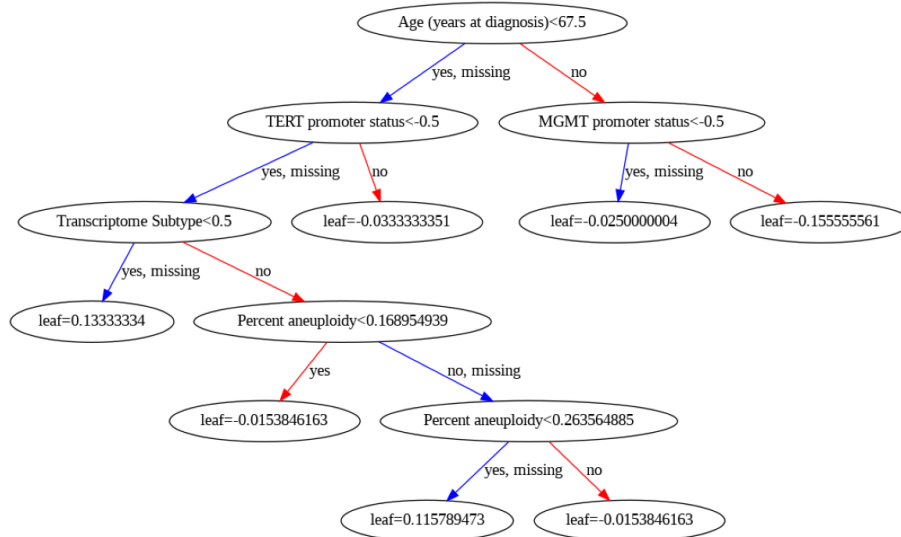 Age (years at diagnosis)<67.5
yes, missing
no
TERT promoter status<-0.5
MGMT promoter status<-0.5
yes, missing
no
yes, missing
no
Transcriptome Subtype<0.5
leaf=-0.0333333351
leaf=-0.0250000004
leaf=-0.155555561
yes, missing
no
leaf=0.13333334
Percent aneuploidy<0.168954939
yes
no, missing
leaf=-0.0153846163
Percent aneuploidy<0.263564885
yes, missing
no
leaf=0.115789473
leaf=-0.0153846163